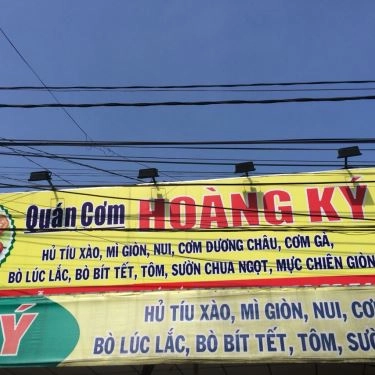 Quán Cơm HOÀNG KÝ
HỦ TÍU XÀO, MÌ GIÒN, NUI, CƠM DƯƠNG CHÂU, CƠM GÀ,
BÒ LÚC LẮC, BÒ BÍT TẾT, TÔM, SƯỜN CHUA NGỌT, MỰC CHIÊN GIÒN
Ý
HỦ TÍU XÀO, MÌ GIÒN, NUI, CƠ
BÒ LÚC LẮC, BÒ BÍT TẾT, TÔM, SƯỜ